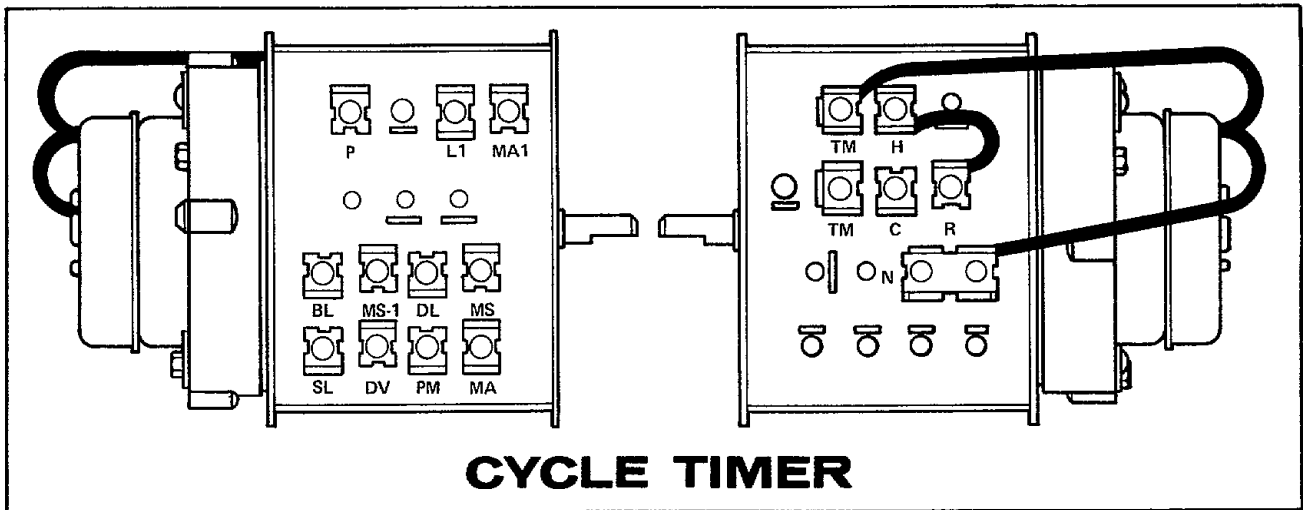 P L1 MA1
BL MS-1 DL MS
SL DV PM MA
TM H
TM C R
N
CYCLE TIMER